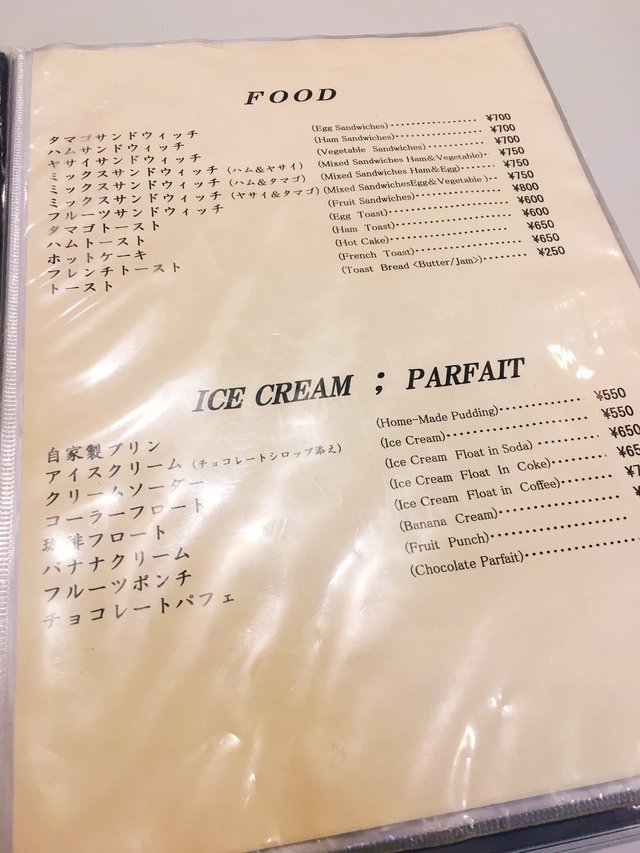 FOOD
タマゴサンドウィッチ (Egg Sandwiches) ¥700
ハムサンドウィッチ (Ham Sandwiches) ¥700
ヤサイサンドウィッチ (Vegetable Sandwiches) ¥700
ミックスサンドウィッチ (ハム&ヤサイ) (Mixed Sandwiches Ham&Vegetable) ¥750
ミックスサンドウィッチ (ハム&タマゴ) (Mixed Sandwiches Ham&Egg) ¥750
ミックスサンドウィッチ (ヤサイ&タマゴ) (Mixed SandwichesEgg&Vegetable ) ¥750
フルーツサンドウィッチ (Fruit Sandwiches) ¥800
タマゴトースト (Egg Toast) ¥600
ハムトースト (Ham Toast) ¥600
ホットケーキ (Hot Cake) ¥650
フレンチトースト (French Toast) ¥650
トースト (Toast Bread <Butter/Jam>) ¥250
ICE CREAM ; PARFAIT
自家製プリン (Home-Made Pudding) ¥550
アイスクリーム (チョコレートシロップ添え) (Ice Cream) ¥550
クリームソーダー (Ice Cream Float in Soda) ¥650
コーラーフロート (Ice Cream Float In Coke)
珈琲フロート (Ice Cream Float in Coffee)
バナナクリーム (Banana Cream)
フルーツポンチ (Fruit Punch)
チョコレートパフェ (Chocolate Parfait)